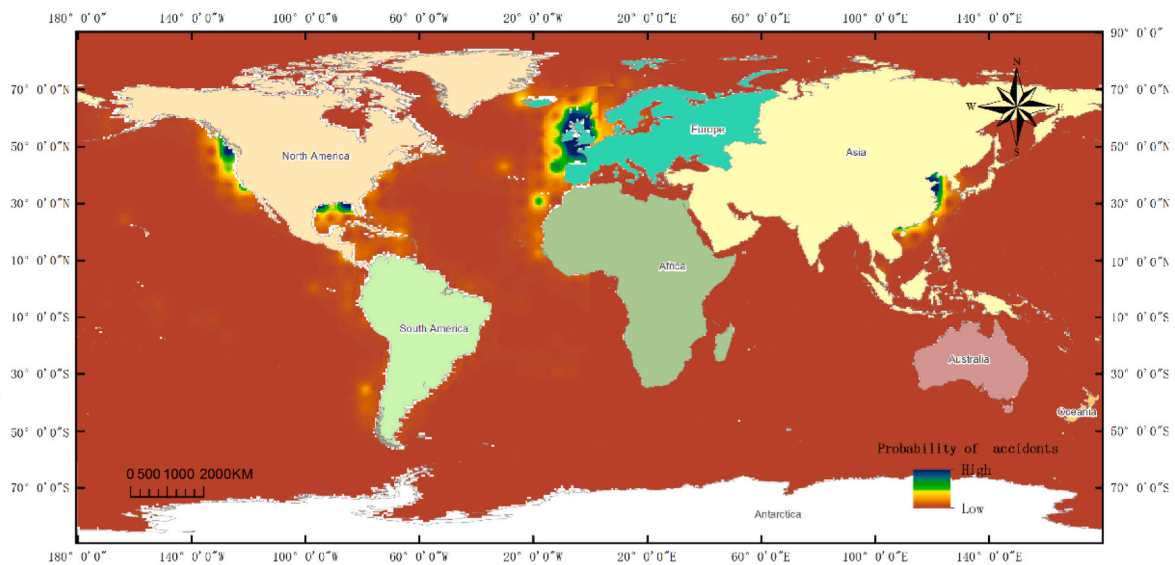 180° 0'0"W 140° 0'0"W 100° 0'0"W 60° 0'0"W 20° 0'0"W 20° 0'0"E 60° 0'0"E 100° 0'0"E 140° 0'0"E
90° 0'0"N
N
70° 0'0"N 70° 0'0"N
W E
Europe
50° 0'0"N North America Asia S 50° 0'0"N
30° 0'0"N 30° 0'0"N
10° 0'0"N Africa 10° 0'0"N
10° 0'0"S South America 10° 0'0"S
Australia
30° 0'0"S 30° 0'0"S
Oceania
50° 0'0"S 50° 0'0"S
Probability of accidents
0 500 1000 2000KM High
70° 0'0"S 70° 0'0"S
Low
Antarctica
180° 0'0"W 140° 0'0"W 100° 0'0"W 60° 0'0"W 20° 0'0"W 20° 0'0"E 60° 0'0"E 100° 0'0"E 140° 0'0"E